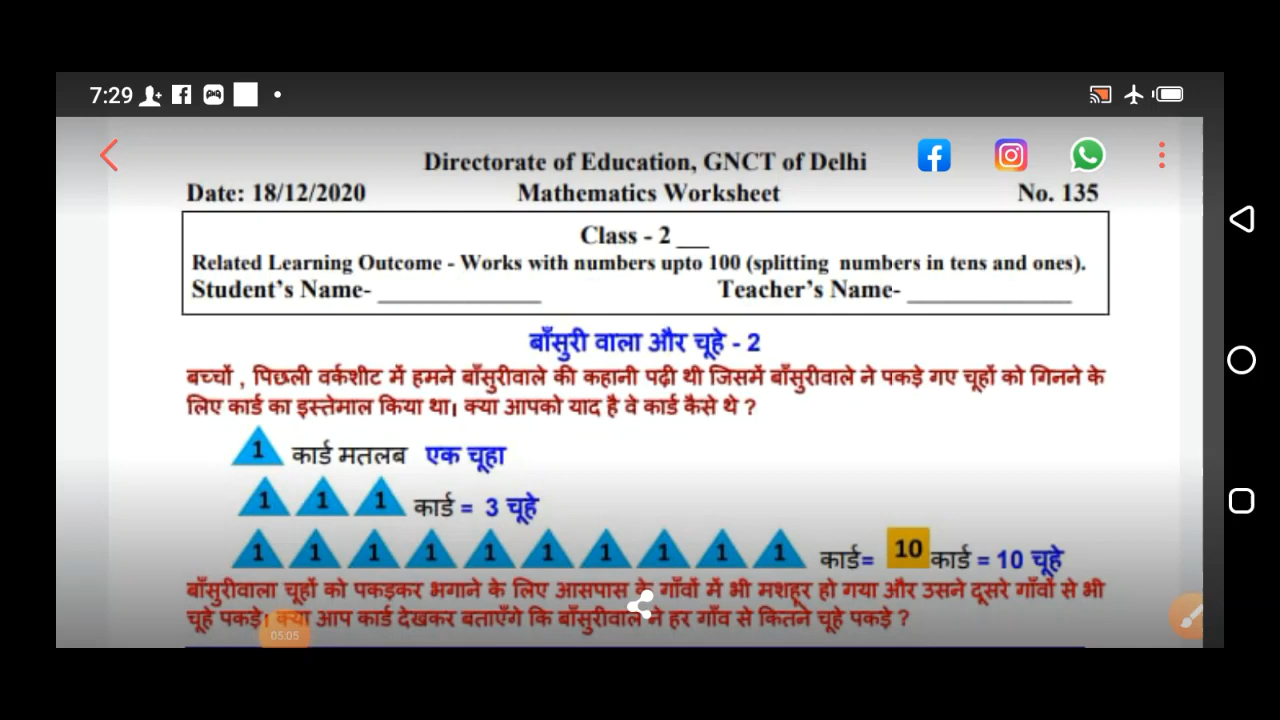 7:29
Directorate of Education, GNCT of Delhi
Date: 18/12/2020 Mathematics Worksheet No. 135
Class - 2 ___
Related Learning Outcome - Works with numbers upto 100 (splitting numbers in tens and ones).
Student's Name- ____________ Teacher's Name- ____________
बाँसुरी वाला और चूहे - 2
बच्चों , पिछली वर्कशीट में हमने बाँसुरीवाले की कहानी पढ़ी थी जिसमें बाँसुरीवाले ने पकड़े गए चूहों को गिनने के
लिए कार्ड का इस्तेमाल किया था। क्या आपको याद है वे कार्ड कैसे थे ?
1 कार्ड मतलब एक चूहा
1 1 1 कार्ड = 3 चूहे
1 1 1 1 1 1 1 1 1 1 कार्ड= 10 कार्ड = 10 चूहे
बाँसुरीवाला चूहों को पकड़कर भगाने के लिए आसपास के गाँवों में भी मशहूर हो गया और उसने दूसरे गाँवों से भी
चूहे पकड़े। क्या आप कार्ड देखकर बताएँगे कि बाँसुरीवाले ने हर गाँव से कितने चूहे पकड़े ?
05:05